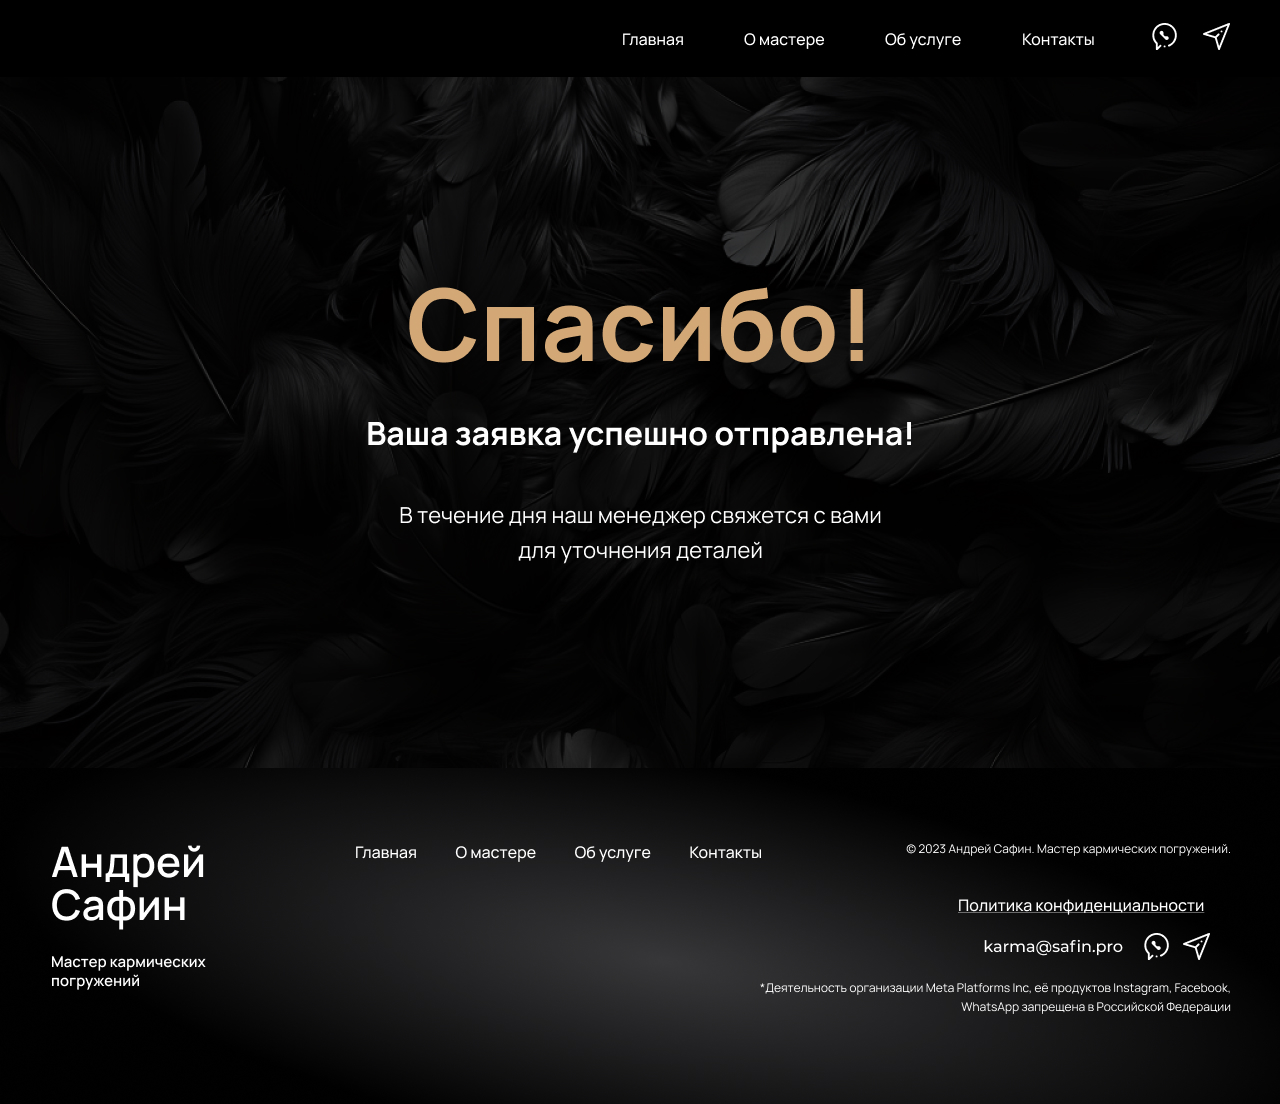 Главная О мастере Об услуге Контакты
Спасибо!
Ваша заявка успешно отправлена!
В течение дня наш менеджер свяжется с вами
для уточнения деталей
Андрей
Сафин
Мастер кармических
погружений
Главная О мастере Об услуге Контакты
© 2023 Андрей Сафин. Мастер кармических погружений.
Политика конфиденциальности
karma@safin.pro
*Деятельность организации Meta Platforms Inc, её продуктов Instagram, Facebook,
WhatsApp запрещена в Российской Федерации